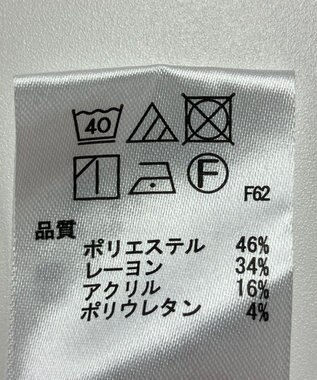 40
F
F62
品質
ポリエステル 46%
レーヨン 34%
アクリル 16%
ポリウレタン 4%